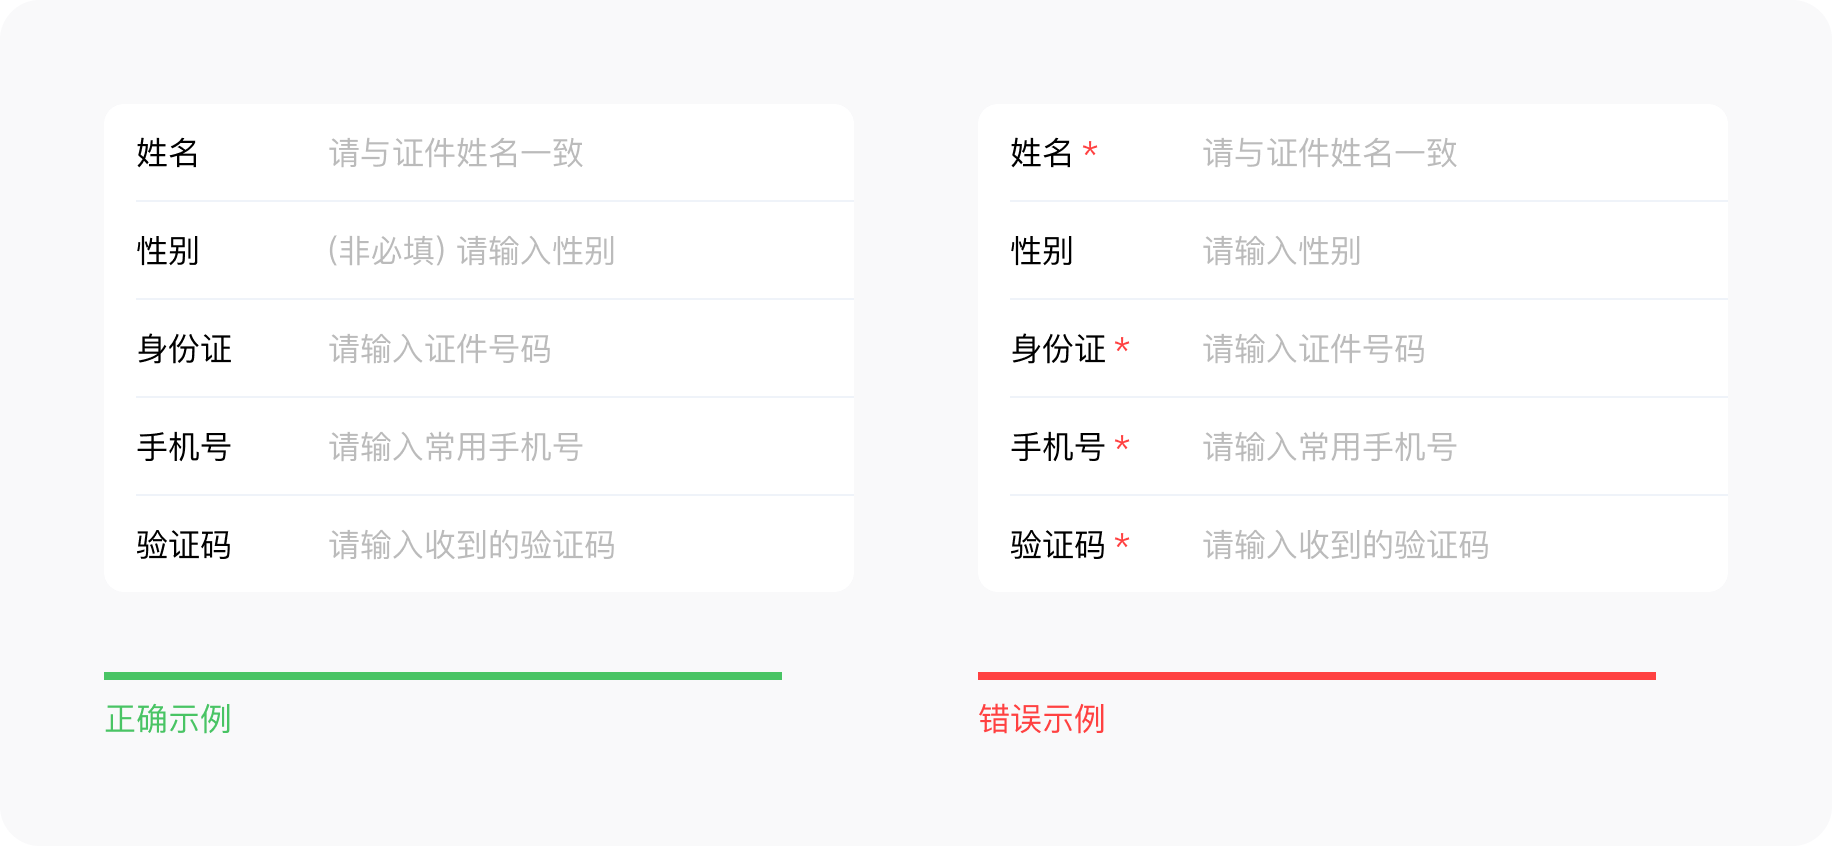 姓名 请与证件姓名一致
性别 (非必填) 请输入性别
身份证 请输入证件号码
手机号 请输入常用手机号
验证码 请输入收到的验证码
正确示例
姓名 * 请与证件姓名一致
性别 请输入性别
身份证 * 请输入证件号码
手机号 * 请输入常用手机号
验证码 * 请输入收到的验证码
错误示例